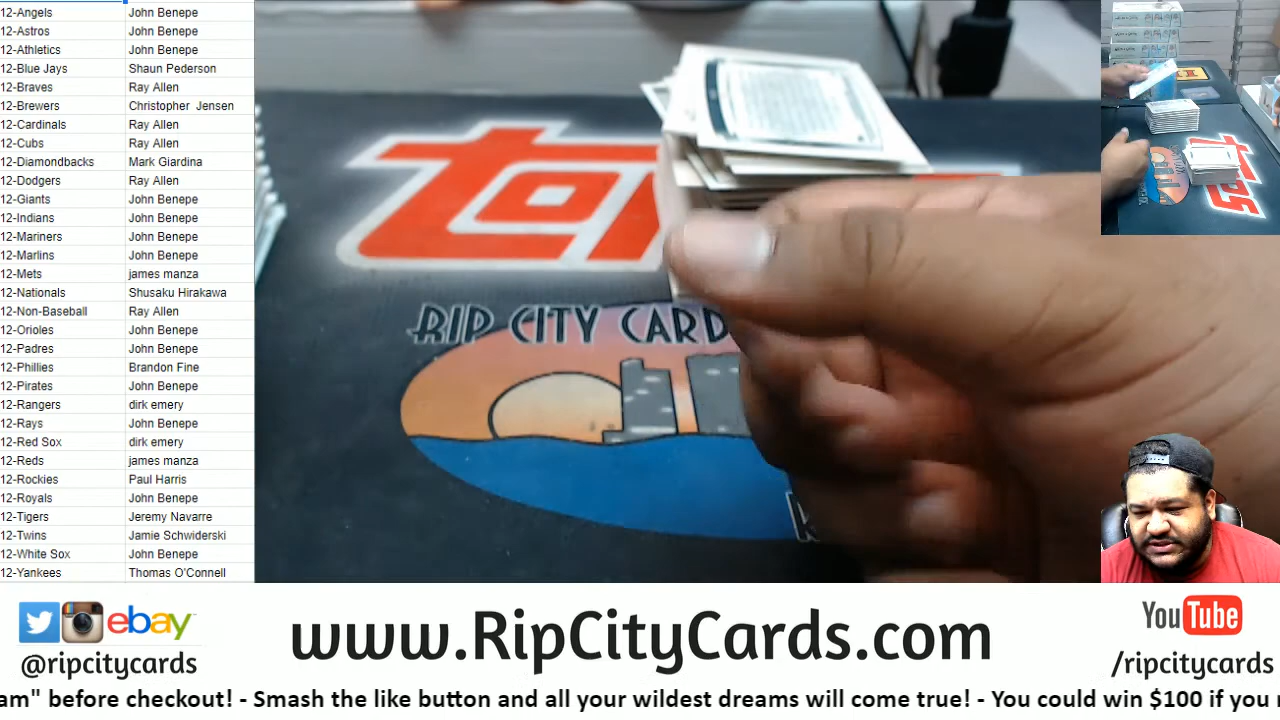 12-Angels John Benepe
12-Astros John Benepe
12-Athletics John Benepe
12-Blue Jays Shaun Pederson
12-Braves Ray Allen
12-Brewers Christopher Jensen
12-Cardinals Ray Allen
12-Cubs Ray Allen
12-Diamondbacks Mark Giardina
12-Dodgers Ray Allen
12-Giants John Benepe
12-Indians John Benepe
12-Mariners John Benepe
12-Marlins John Benepe
12-Mets james manza
12-Nationals Shusaku Hirakawa
12-Non-Baseball Ray Allen
12-Orioles John Benepe
12-Padres John Benepe
12-Phillies Brandon Fine
12-Pirates John Benepe
12-Rangers dirk emery
12-Rays John Benepe
12-Red Sox dirk emery
12-Reds james manza
12-Rockies Paul Harris
12-Royals John Benepe
12-Tigers Jeremy Navarre
12-Twins Jamie Schwiderski
12-White Sox John Benepe
12-Yankees Thomas O'Connell
RIP CITY CARD
topps
ebay
@ripcitycards
www.RipCityCards.com
YouTube
/ripcitycards
am" before checkout! - Smash the like button and all your wildest dreams will come true! - You could win $100 if you